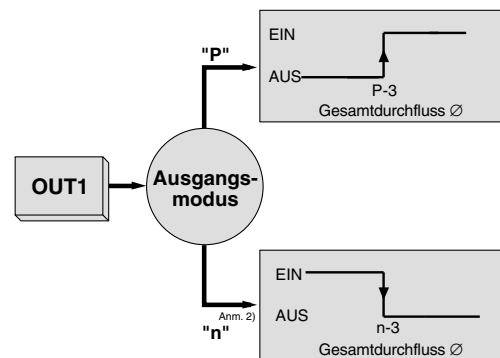 EIN
"P"
AUS
P-3
Gesamtdurchfluss ∅
OUT1
Ausgangs-
modus
EIN
Anm. 2)
AUS
"n"
n-3
Gesamtdurchfluss ∅